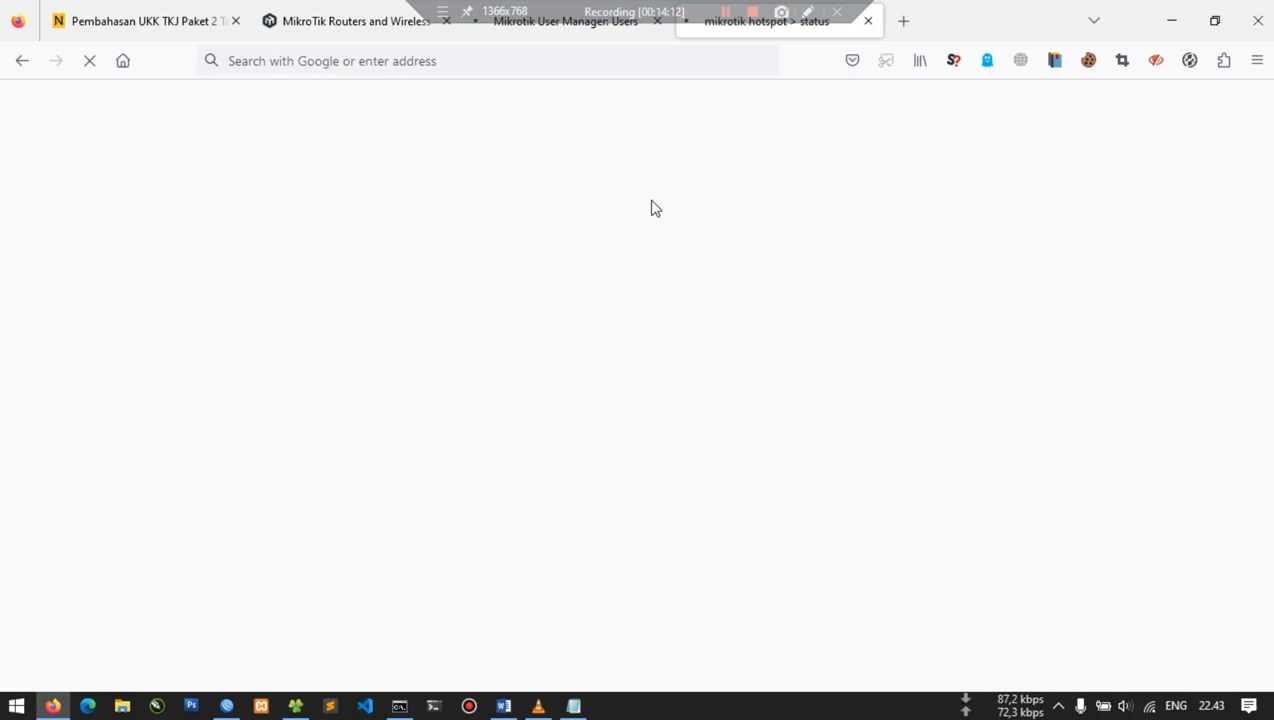 1366x768
Recording [00:14:12]
Pembahasan UKK TKJ Paket 2 T
MikroTik Routers and Wireless
Mikrotik User Manager: Users
mikrotik hotspot > status
Search with Google or enter address
S?
Ps
W
87,2 kbps
72,3 kbps
ENG
22.43